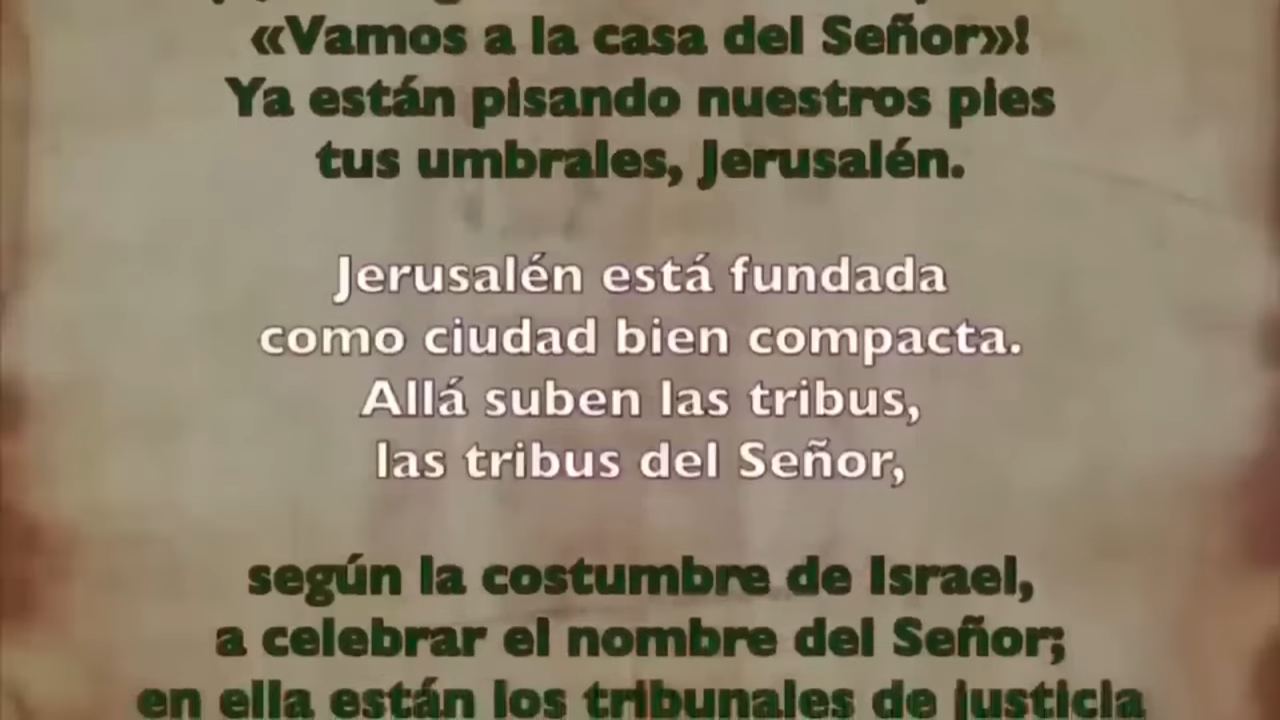 «Vamos a la casa del Señor»!
Ya están pisando nuestros pies
tus umbrales, Jerusalén.
Jerusalén está fundada
como ciudad bien compacta.
Allá suben las tribus,
las tribus del Señor,
según la costumbre de Israel,
a celebrar el nombre del Señor;
en ella están los tribunales de justicia